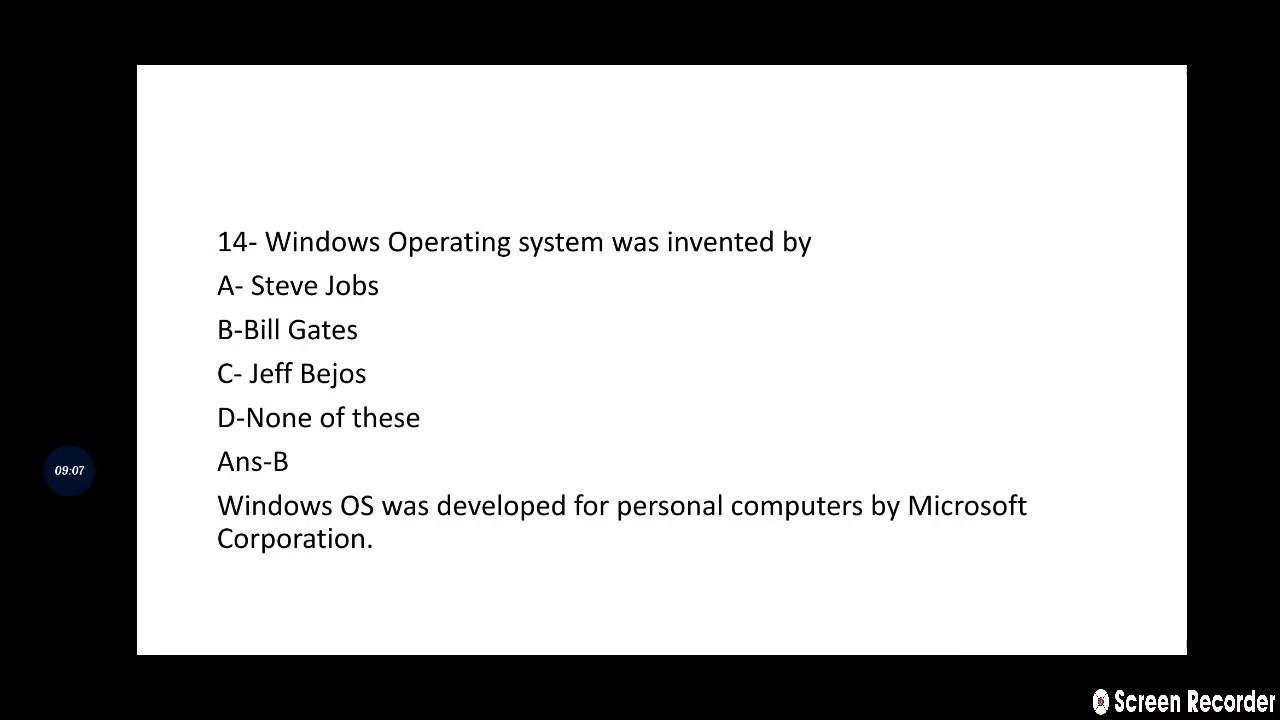 14- Windows Operating system was invented by
A- Steve Jobs
B-Bill Gates
C- Jeff Bejos
D-None of these
Ans-B
Windows OS was developed for personal computers by Microsoft
Corporation.
09:07
Screen Recorder